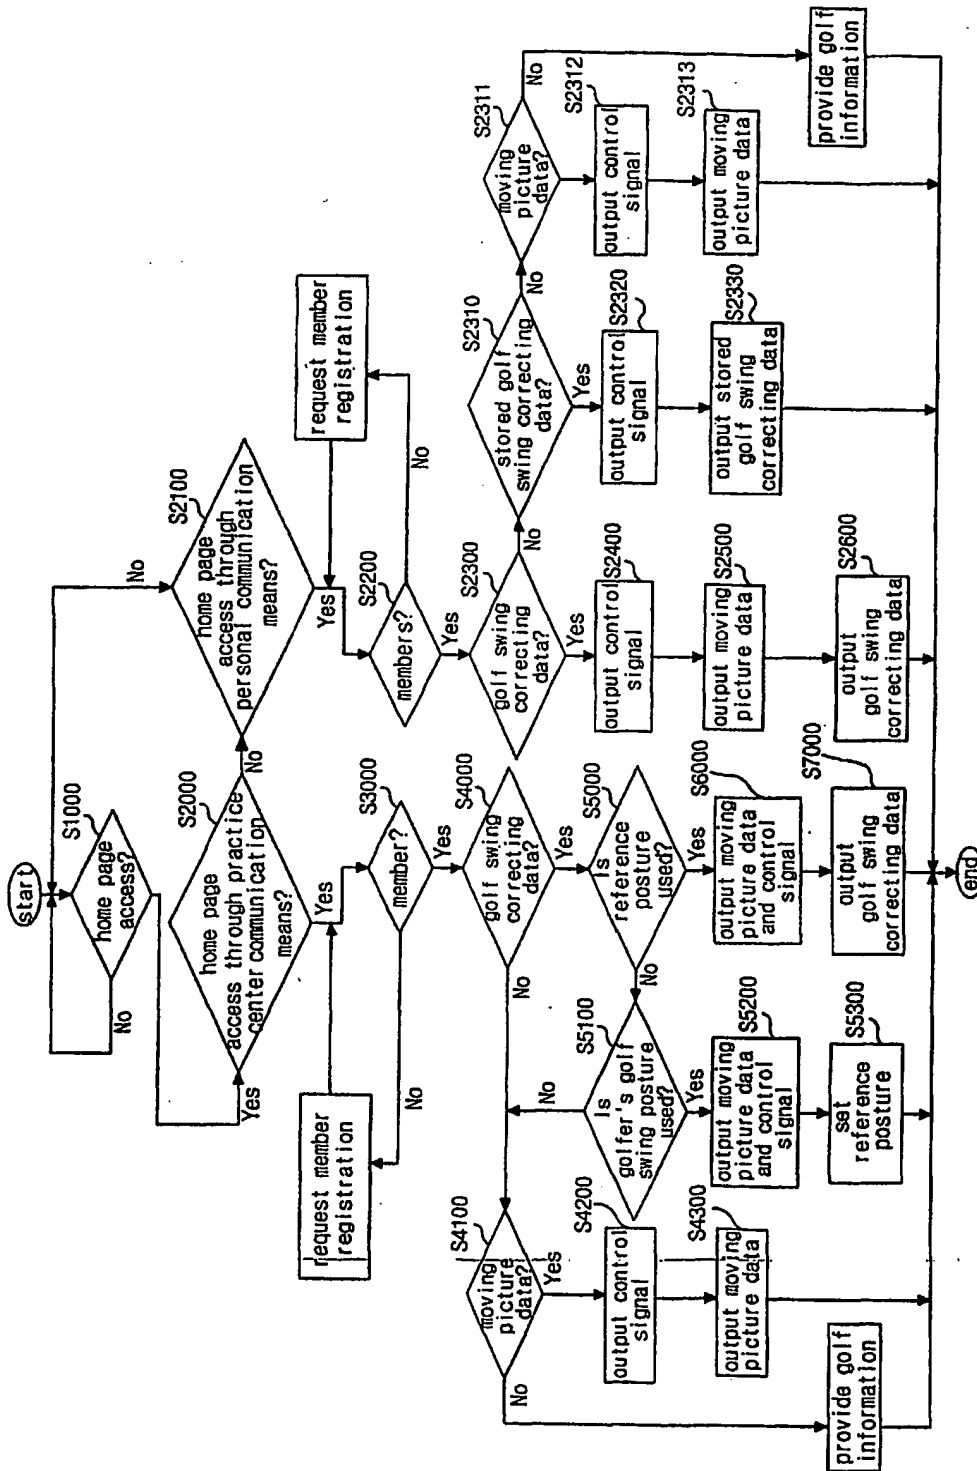 start
S1000
home page
access?
No
Yes
S2000
home page
access through practice
center communication
means?
No
Yes
S2100
home page
access through
personal communication
means?
No
Yes
request member
registration
S3000
member?
No
Yes
request member
registration
S2200
members?
No
Yes
S4000
golf swing
correcting
data?
No
Yes
S2300
golf swing
correcting
data?
No
Yes
S2310
stored golf
swing correcting
data?
No
Yes
S2311
moving
picture
data?
No
S4100
moving
picture
data?
Yes
No
S5000
Is
reference
posture
used?
No
Yes
S5100
Is
golfer's golf
swing posture
used?
No
Yes
S4200
output control
signal
S4300
output moving
picture data
S5200
output moving
picture data
and control
signal
S5300
set
reference
posture
S6000
output moving
picture data
and control
signal
S7000
output
golf swing
correcting data
S2400
output control
signal
S2500
output moving
picture data
S2600
output
golf swing
correcting data
S2320
output control
signal
S2330
output stored
golf swing
correcting data
S2312
output control
signal
S2313
output moving
picture data
provide golf
information
provide golf
information
end